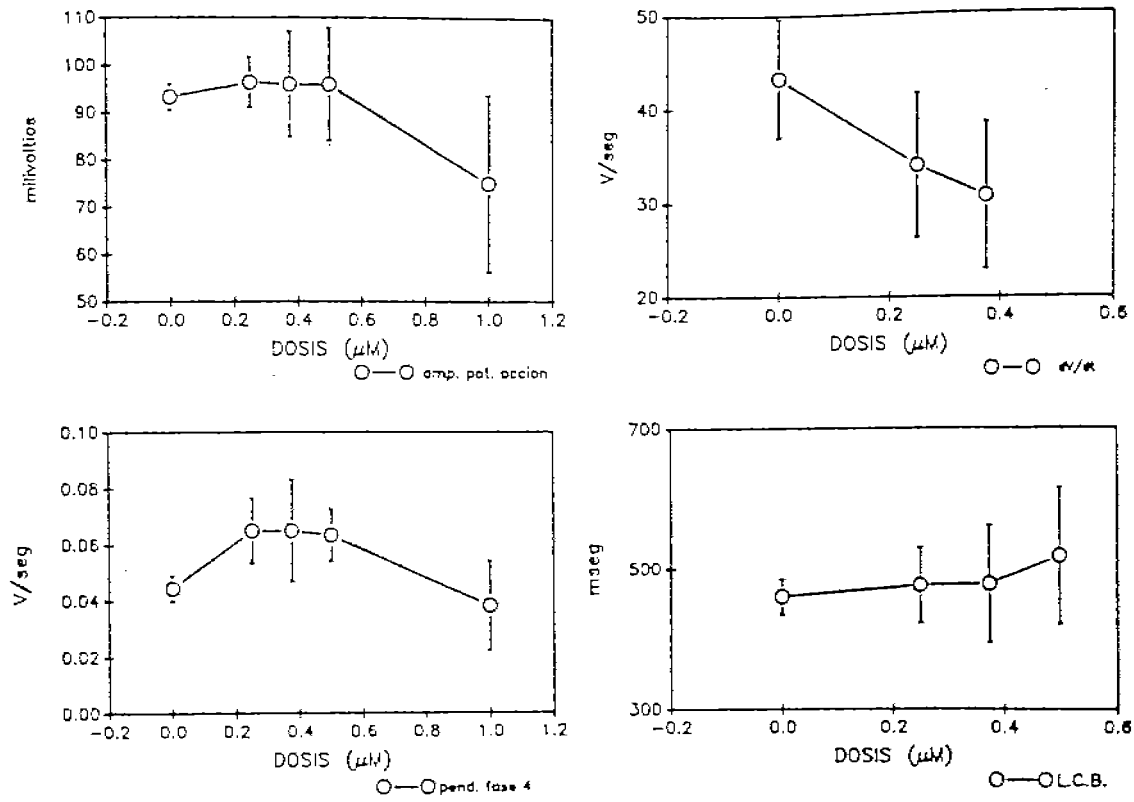 milivoltios
110
100
90
80
70
60
50
-0.2 0.0 0.2 0.4 0.6 0.8 1.0 1.2
DOSIS (μM)
amp. pot. accion
V/seg
50
40
30
20
-0.2 0.0 0.2 0.4 0.6
DOSIS (μM)
V/seg
0.10
0.08
0.06
0.04
0.02
0.00
-0.2 0.0 0.2 0.4 0.6 0.8 1.0 1.2
DOSIS (μM)
pend. fase 4
mseg
700
500
300
-0.2 0.0 0.2 0.4 0.6
DOSIS (μM)
L.C.B.